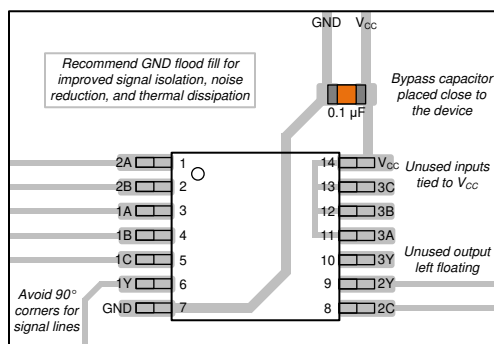 GND VCC
Recommend GND flood fill for
improved signal isolation, noise
reduction, and thermal dissipation
0.1 µF
Bypass capacitor
placed close to
the device
2A 1 14 VCC
2B 2 13 3C
1A 3 12 3B
1B 4 11 3A
1C 5 10 3Y
1Y 6 9 2Y
GND 7 8 2C
Unused inputs
tied to VCC
Unused output
left floating
Avoid 90°
corners for
signal lines